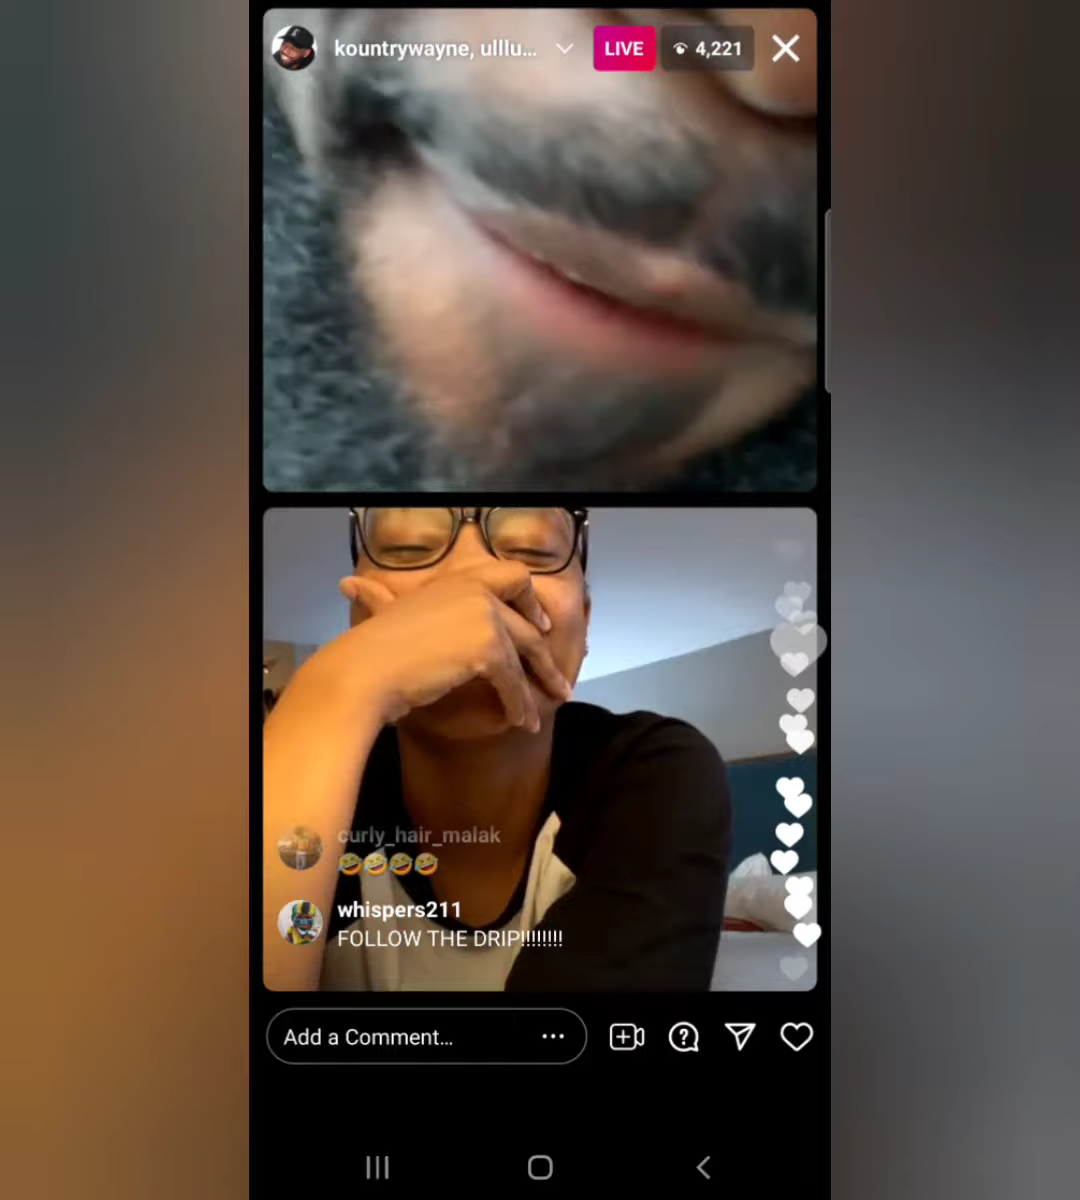 kountrywayne, ulllu...
LIVE
4,221
curly_hair_malak
🤣🤣🤣🤣
whispers211
FOLLOW THE DRIP!!!!!!!!
Add a Comment...